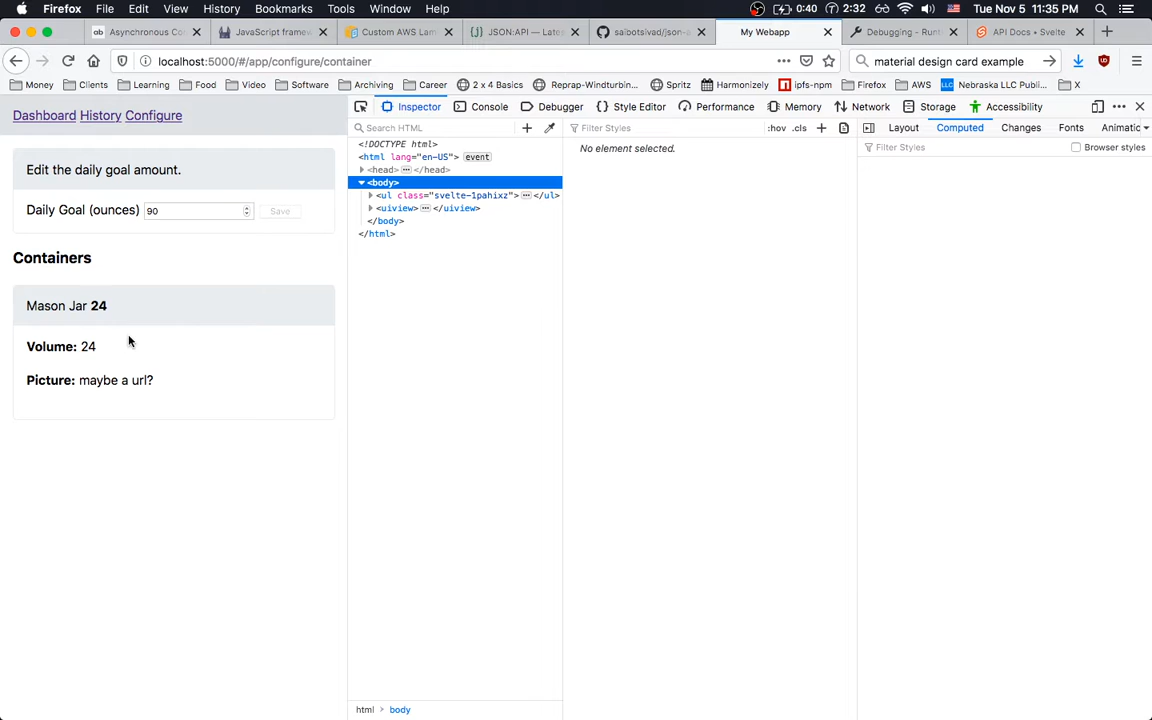 Firefox File Edit View History Bookmarks Tools Window Help 0:40 2:32 Tue Nov 5 11:35 PM
ab Asynchronous Co JavaScript framew Custom AWS Lam JSON:API — Late saibotsivad/json-a My Webapp Debugging - Runt API Docs • Svelte
localhost:5000/#/app/configure/container material design card example
Money Clients Learning Food Video Software Archiving Career 2 x 4 Basics Reprap-Windturbin... Spritz Harmonizely lpfs-npm Firefox AWS LLC Nebraska LLC Publi... X
Dashboard History Configure
Edit the daily goal amount.
Daily Goal (ounces) 90 Save
Containers
Mason Jar 24
Volume: 24
Picture: maybe a url?
Inspector Console Debugger Style Editor Performance Memory Network Storage Accessibility
Search HTML
<!DOCTYPE html>
<html lang="en-US"> event
<head> </head>
<body>
<ul class="svelte-1pahixz"> </ul>
<uiview> </uiview>
</body>
</html>
html > body
Filter Styles :hov .cls
No element selected.
Layout Computed Changes Fonts Animatic
Filter Styles Browser styles